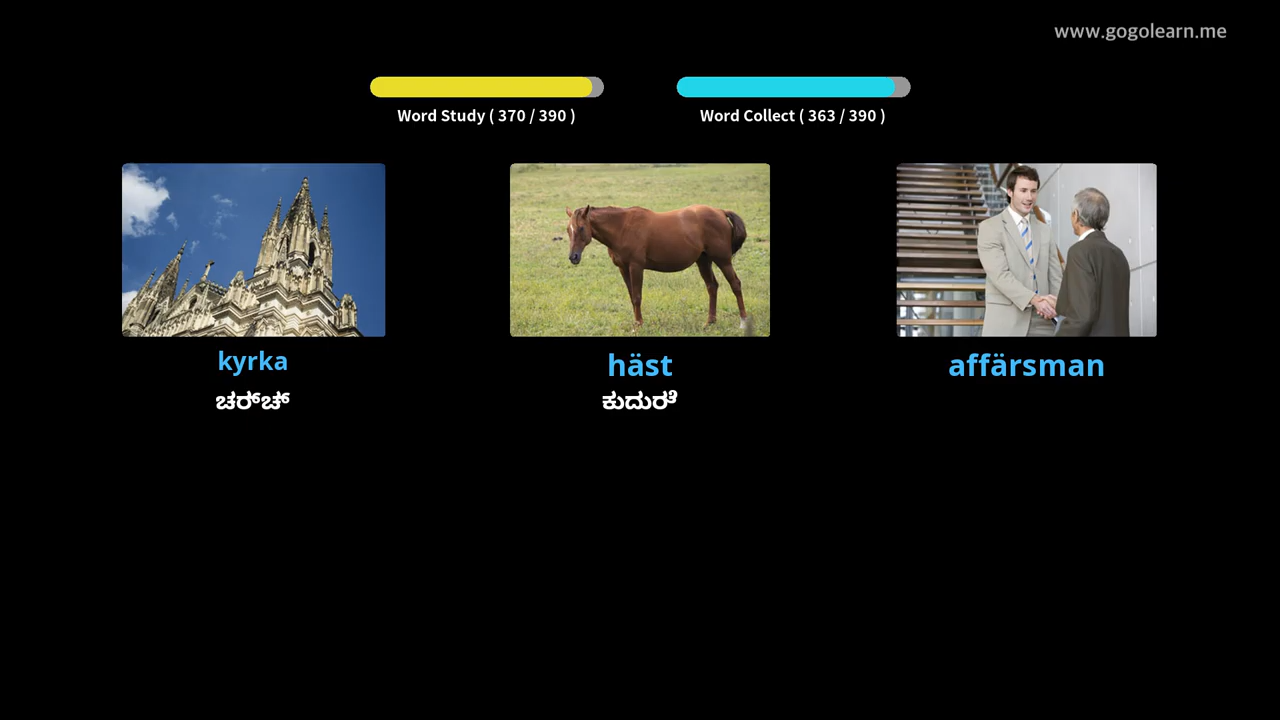 www.gogolearn.me
Word Study ( 370 / 390 )
Word Collect ( 363 / 390 )
kyrka
häst
affärsman
ಚರ್ಚ್
ಕುದುರೆ